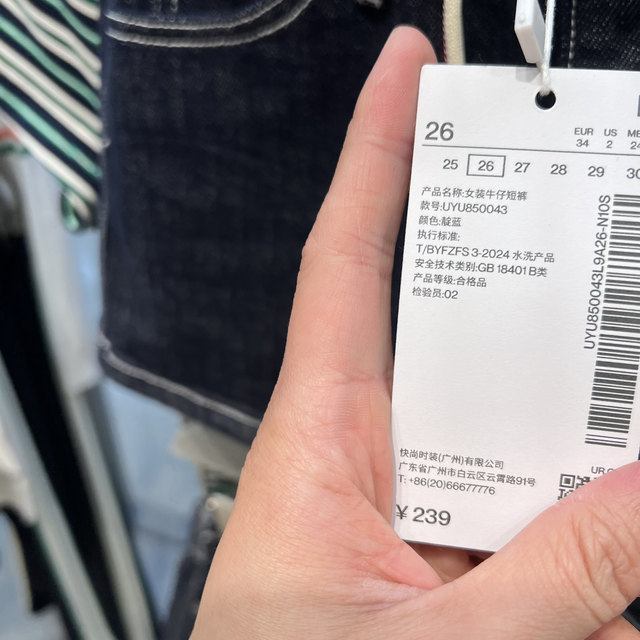 26
EUR US
34 2 24
25 26 27 28 29 30
产品名称:女装牛仔短裤
款号:UYU850043
颜色:靛蓝
执行标准:
T/BYFZFS 3-2024 水洗产品
安全技术类别:GB 18401 B类
产品等级:合格品
检验员:02
UYU850043L9A26-N10S
快尚时装(广州)有限公司
广东省广州市白云区云霄路91号
T: +86(20)66677776
¥ 239